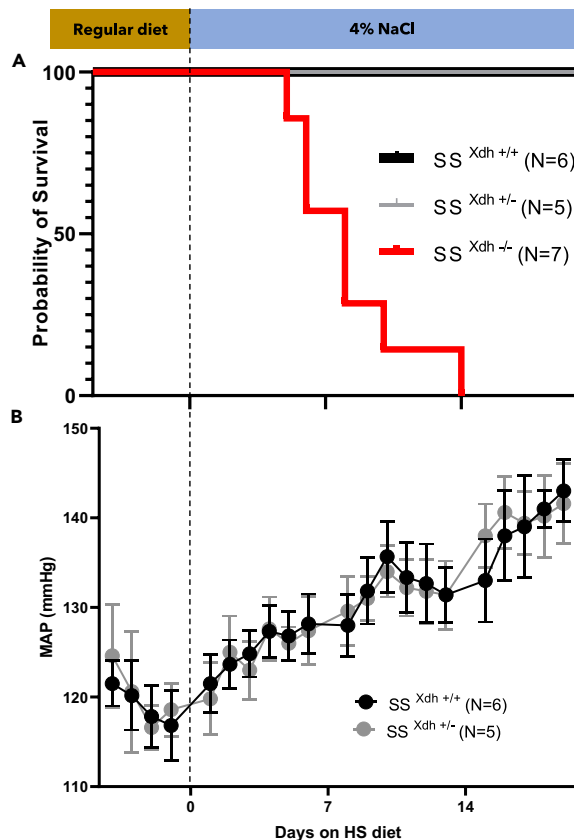 Regular diet 4% NaCl
A
100
50
0
Probability of Survival
SS Xdh +/+ (N=6)
SS Xdh +/- (N=5)
SS Xdh -/- (N=7)
B
150
140
130
120
110
MAP (mmHg)
SS Xdh +/+ (N=6)
SS Xdh +/- (N=5)
0 7 14
Days on HS diet